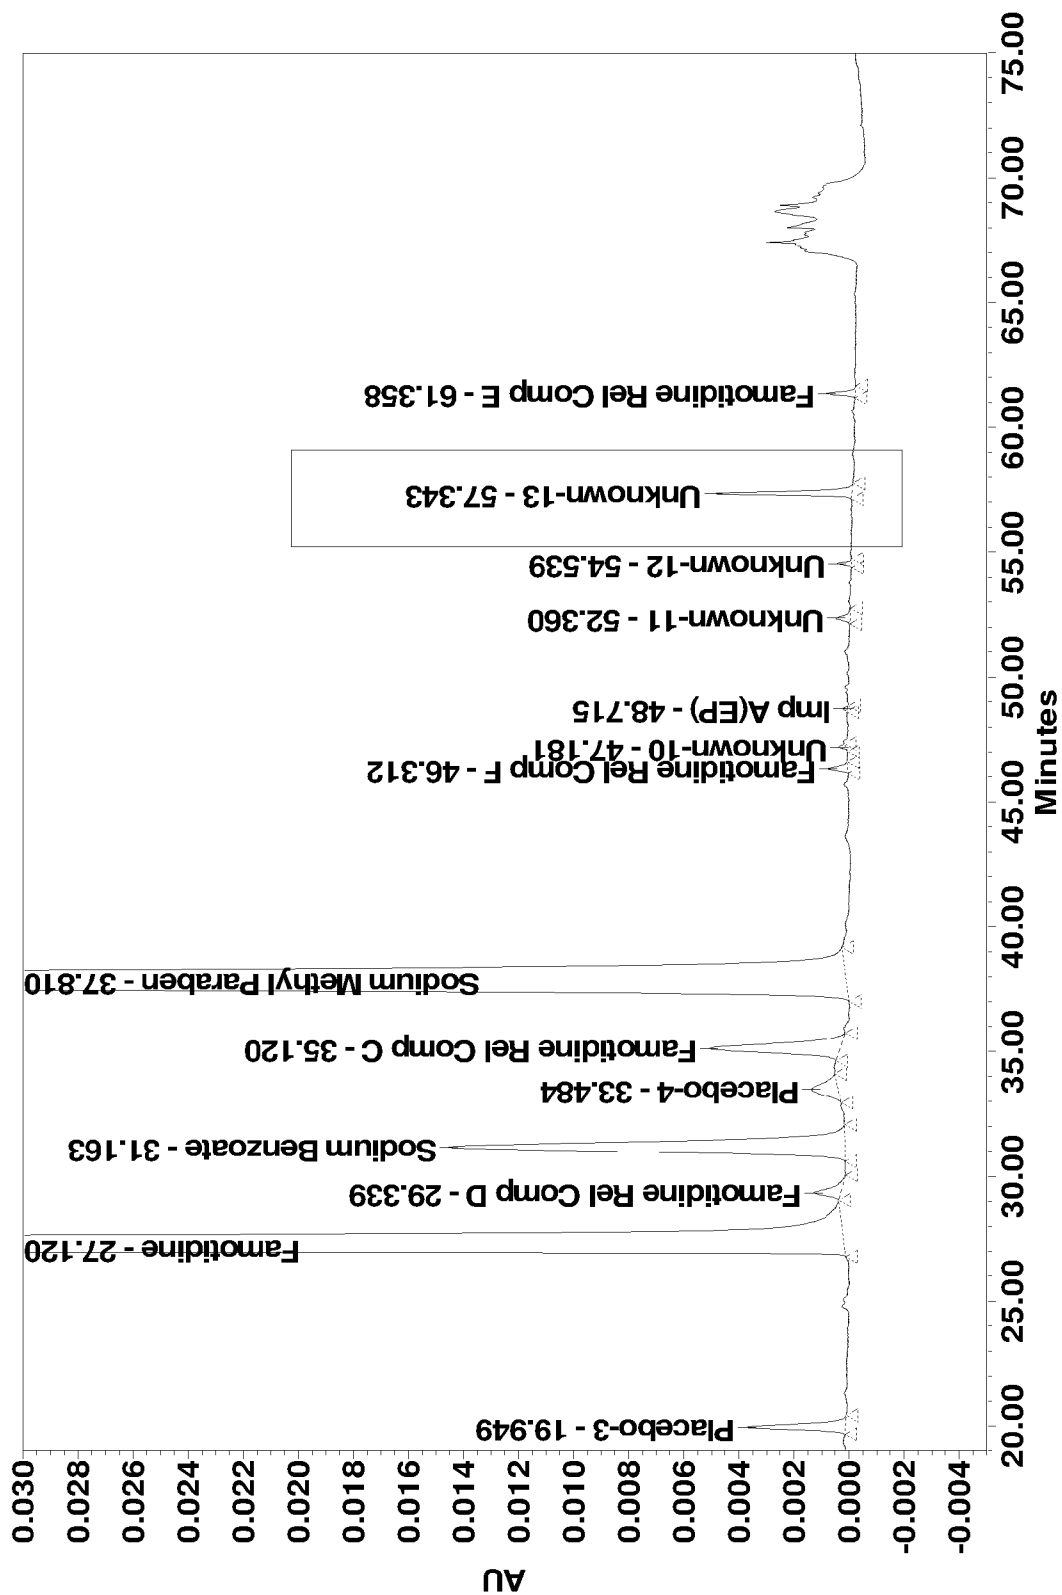 AU
0.030
0.028
0.026
0.024
0.022
0.020
0.018
0.016
0.014
0.012
0.010
0.008
0.006
0.004
0.002
0.000
-0.002
-0.004
Placebo-3 - 19.949
Famotidine - 27.120
Famotidine Rel Comp D - 29.339
Sodium Benzoate - 31.163
Placebo-4 - 33.484
Famotidine Rel Comp C - 35.120
Sodium Methyl Paraben - 37.810
Famotidine Rel Comp F - 46.312
Unknown-10 - 47.181
Imp A(EP) - 48.715
Unknown-11 - 52.360
Unknown-12 - 54.539
Unknown-13 - 57.343
Famotidine Rel Comp E - 61.358
20.00
25.00
30.00
35.00
40.00
45.00
50.00
55.00
60.00
65.00
70.00
75.00
Minutes